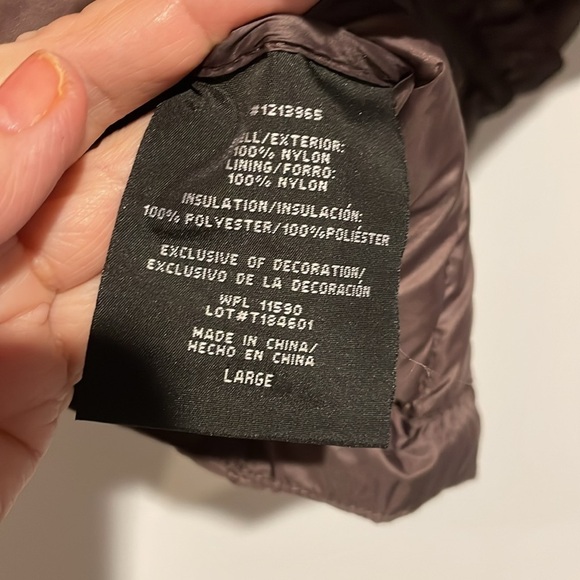 #1213965
ELL/EXTERIOR:
100% NYLON
LINING/FORRO:
100% NYLON
INSULATION/INSULACIÓN:
100% POLYESTER/100%POLIÉSTER
EXCLUSIVE OF DECORATION/
EXCLUSIVO DE LA DECORACIÓN
WPL 11590
LOT#T184601
MADE IN CHINA/
HECHO EN CHINA
LARGE